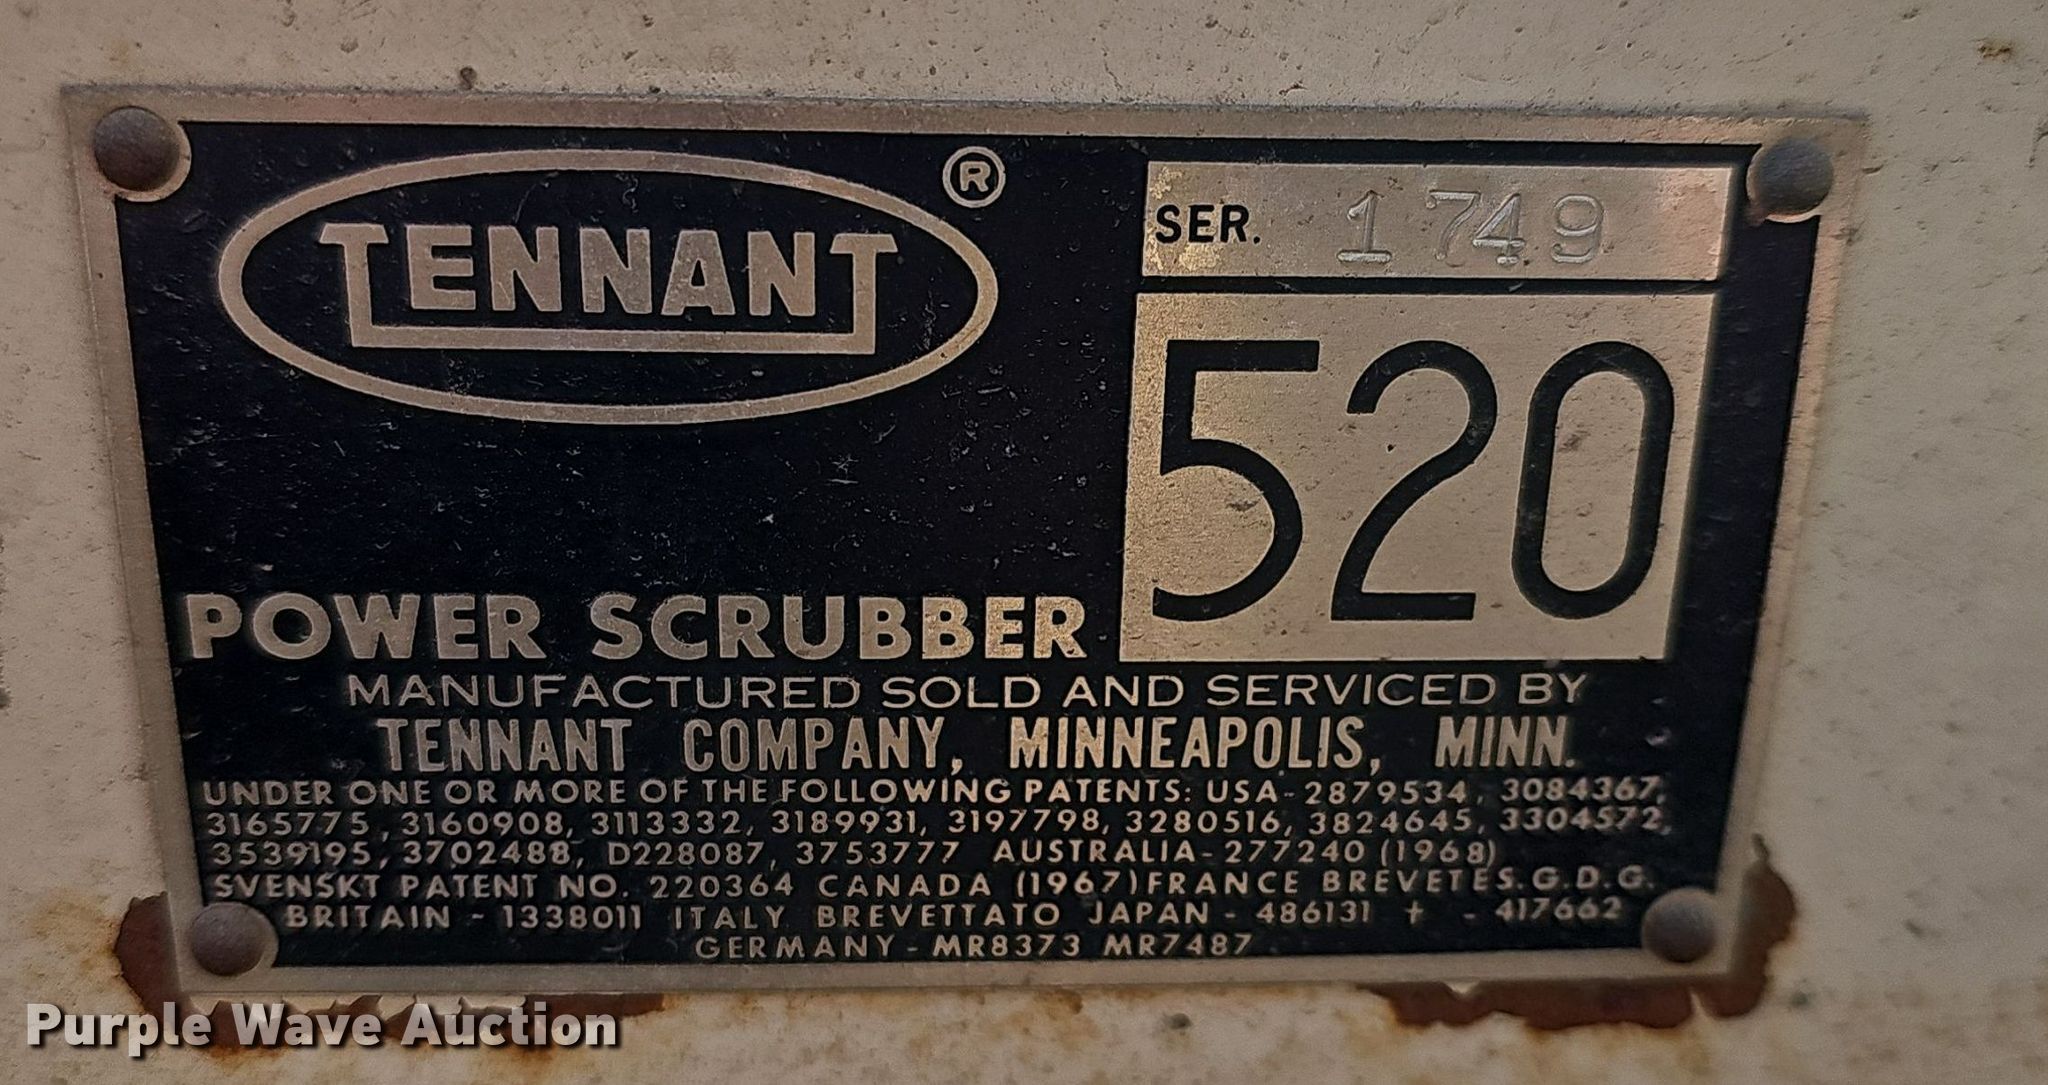 TENNANT ®
SER. 1749
520
POWER SCRUBBER
MANUFACTURED SOLD AND SERVICED BY
TENNANT COMPANY, MINNEAPOLIS, MINN.
UNDER ONE OR MORE OF THE FOLLOWING PATENTS: USA-2879534, 3084367,
3165775, 3160908, 3113332, 3189931, 3197798, 3280516, 3824645, 3304572,
3539195, 3702488, D228087, 3753777 AUSTRALIA-277240 (1968)
SVENSKT PATENT NO. 220364 CANADA (1967) FRANCE BREVETE S.G.D.G.
BRITAIN - 1338011 ITALY BREVETTATO JAPAN - 486131 + - 417662
GERMANY - MR8373 MR7487
Purple Wave Auction